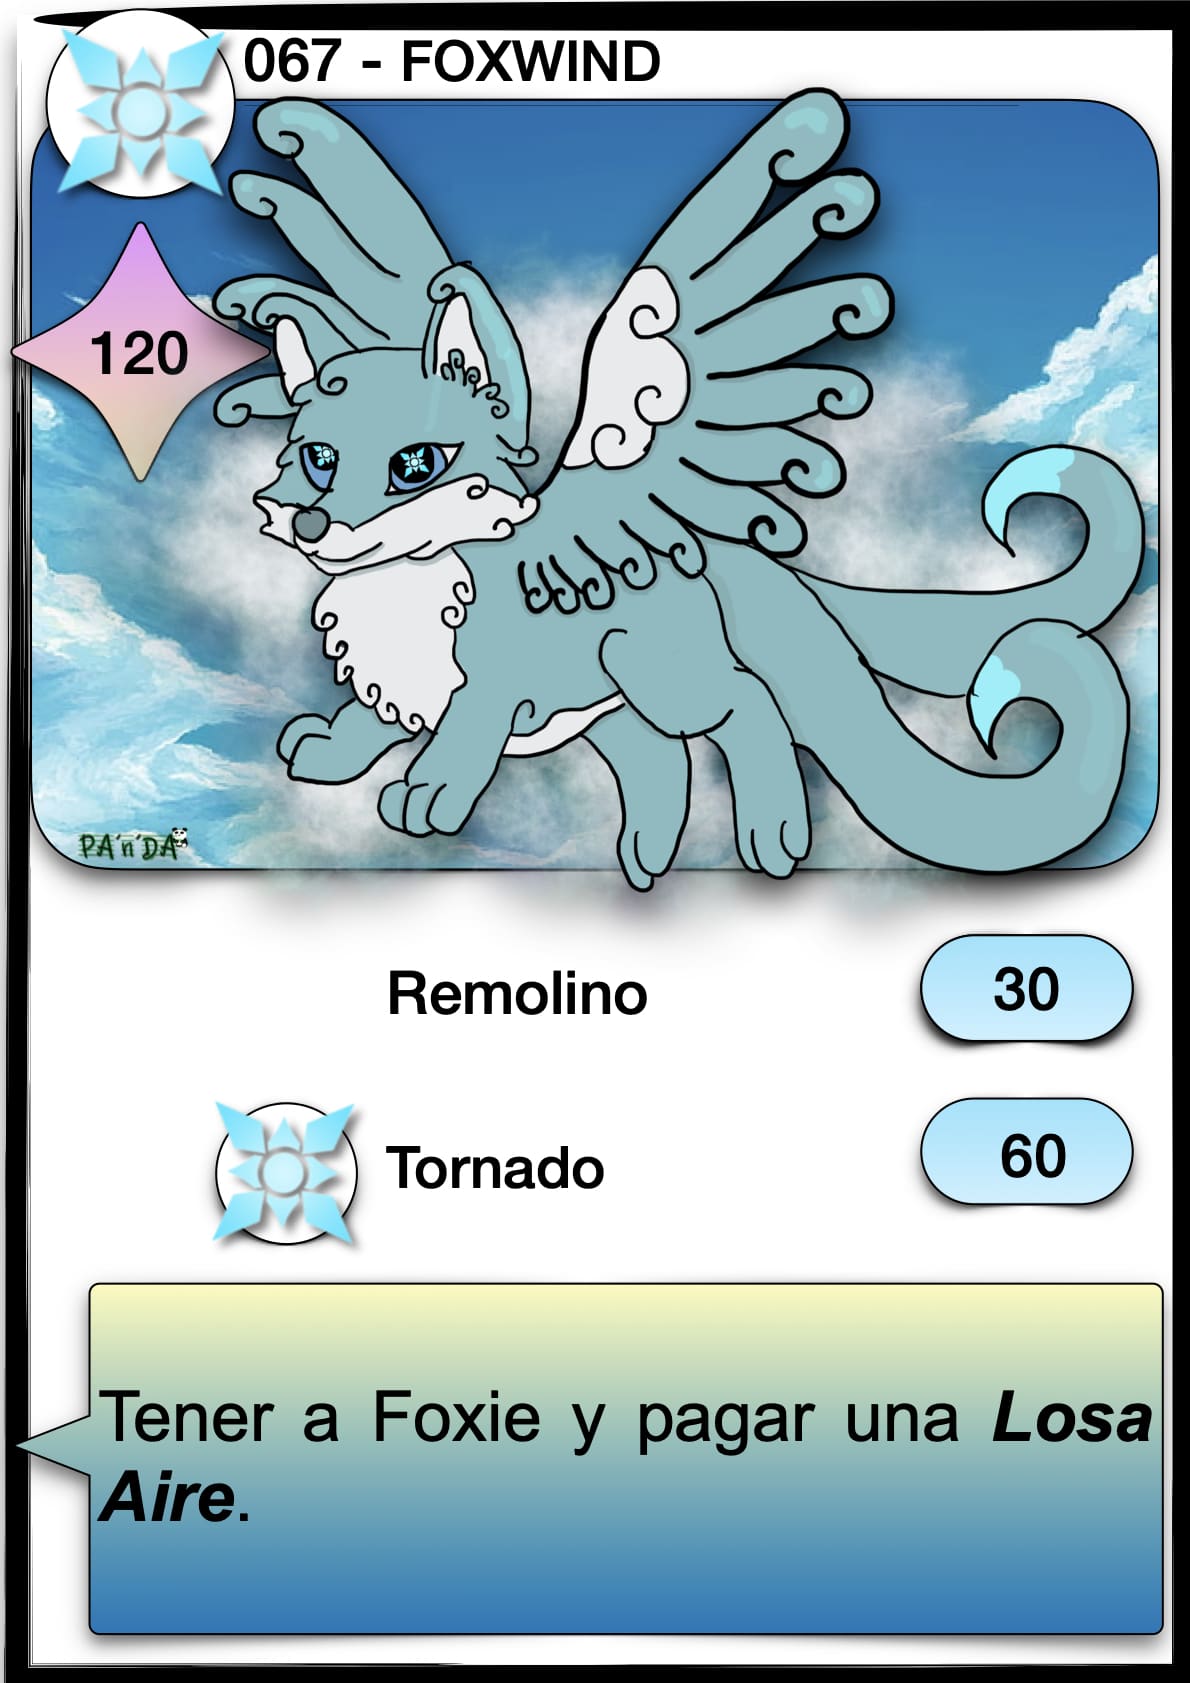 067 - FOXWIND
120
PA'n'DA
Remolino
30
Tornado
60
Tener a Foxie y pagar una Losa
Aire.